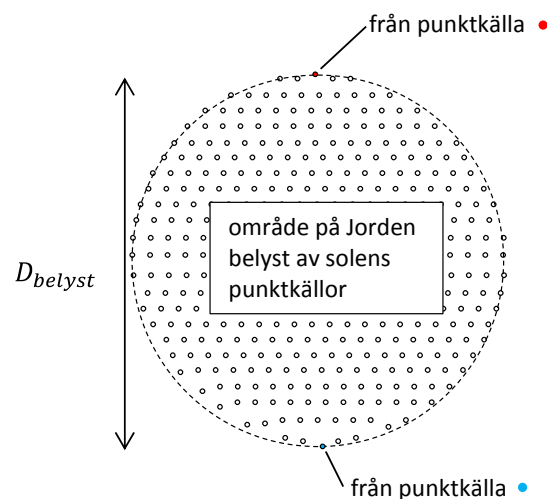 från punktkälla
område på Jorden
belyst av solens
punktkällor
D_belyst
från punktkälla